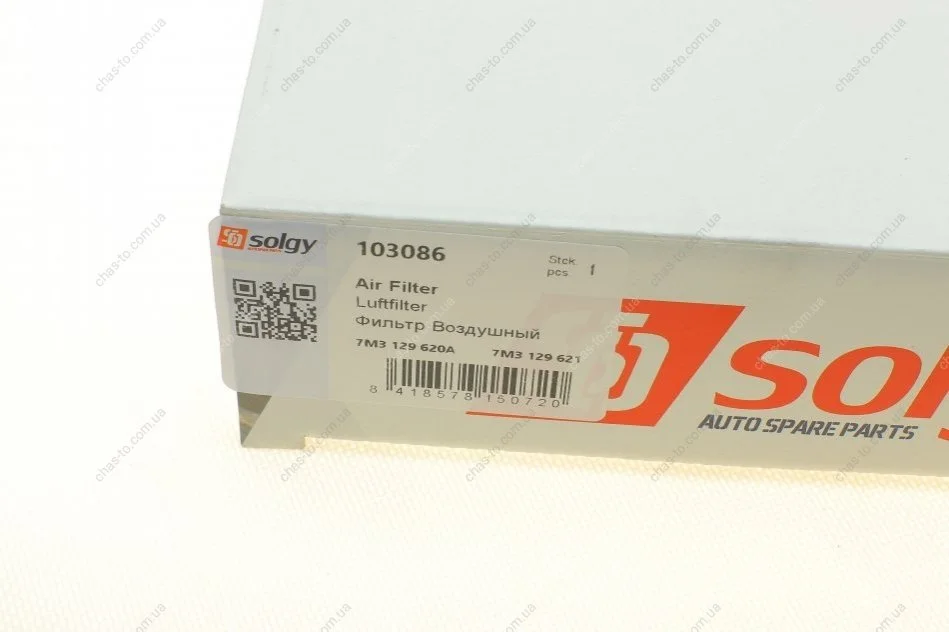 solgy
103086
Stck.
pcs. 1
Air Filter
Luftfilter
Фильтр Воздушный
7M3 129 620A 7M3 129 621
8 418578 150720
sol
AUTO SPARE PARTS
chas-to.com.ua